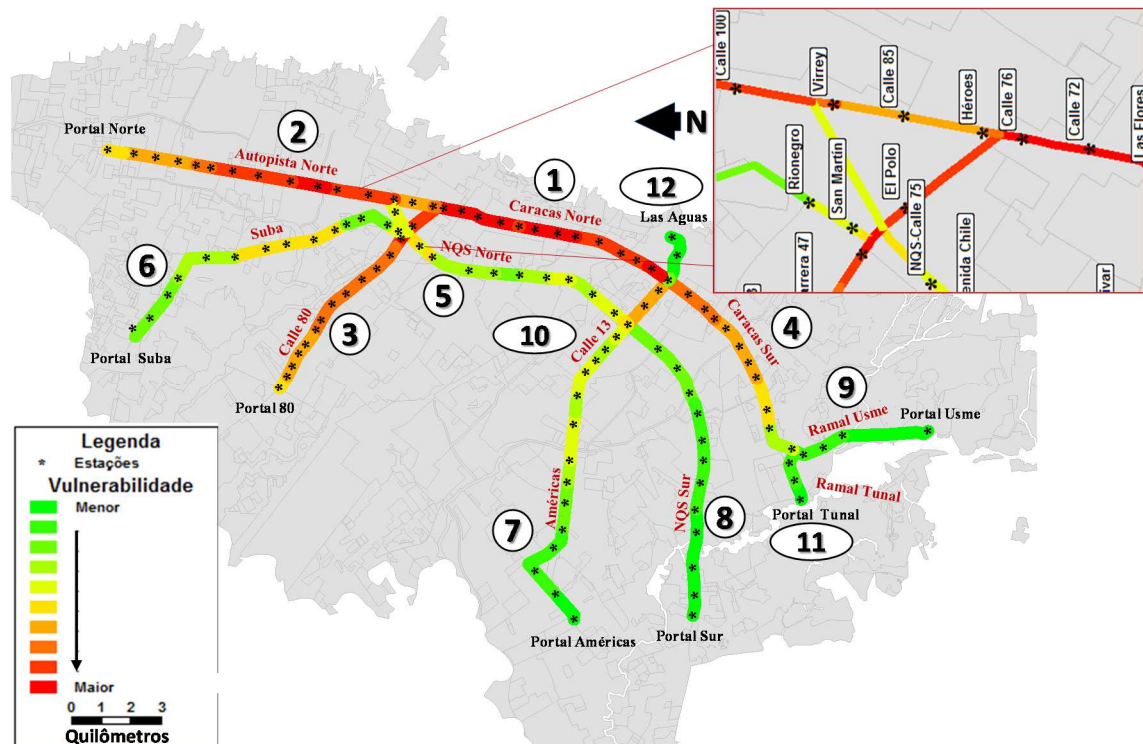 Portal Norte
2
Autopista Norte
N
1
Caracas Norte
12
Las Aguas
6
Suba
NQS Norte
5
3
Calle 80
Portal Suba
Portal 80
10
Calle 13
4
Caracas Sur
9
Ramal Usme
Portal Usme
Ramal Tunal
Portal Tunal
11
Américas
7
NQS Sur
8
Portal Américas
Portal Sur
Calle 100
Virrey
Calle 85
Héroes
Calle 76
Calle 72
Las Flores
Rionegro
San Martin
El Polo
NQS-Calle 75
arrera 47
enida Chile
ivar
Legenda
* Estações
Vulnerabilidade
Menor
Maior
0 1 2 3
Quilômetros